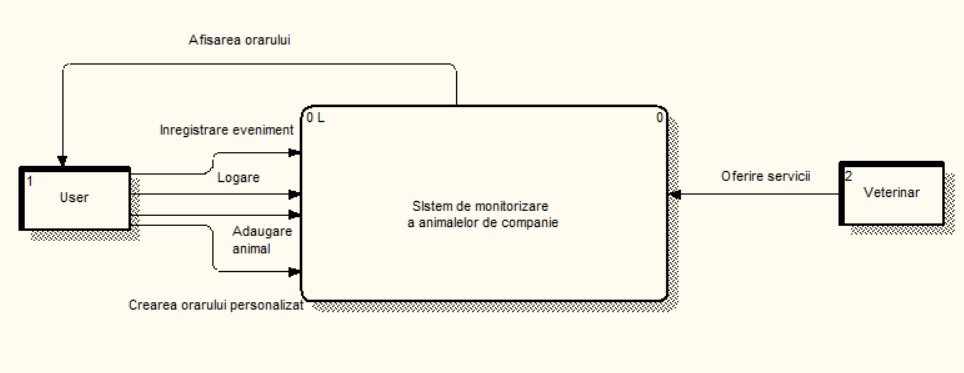 Afisarea orarului
Inregistrare eveniment
0 L
0
1
User
Logare
SIstem de monitorizare
a animalelor de companie
Oferire servicii
2
Veterinar
Adaugare
animal
Crearea orarului personalizat